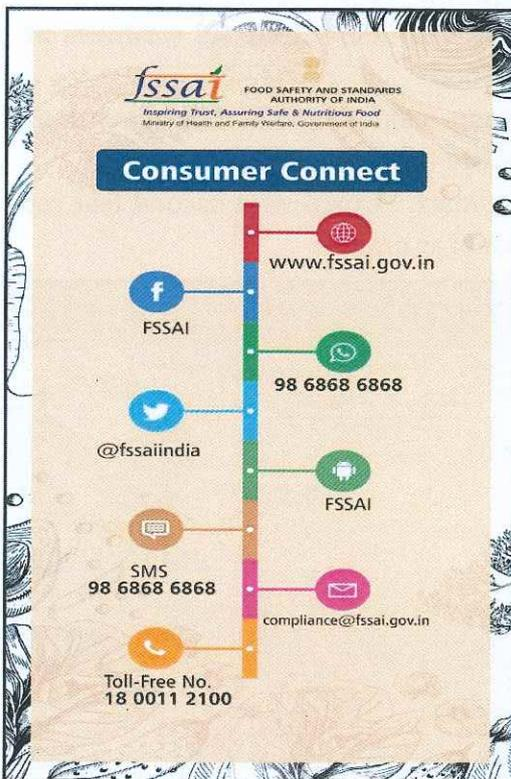 fssai
FOOD SAFETY AND STANDARDS
AUTHORITY OF INDIA
Inspiring Trust, Assuring Safe & Nutritious Food
Ministry of Health and Family Welfare, Government of India
Consumer Connect
www.fssai.gov.in
FSSAI
98 6868 6868
@fssaiindia
FSSAI
SMS
98 6868 6868
compliance@fssai.gov.in
Toll-Free No.
18 0011 2100